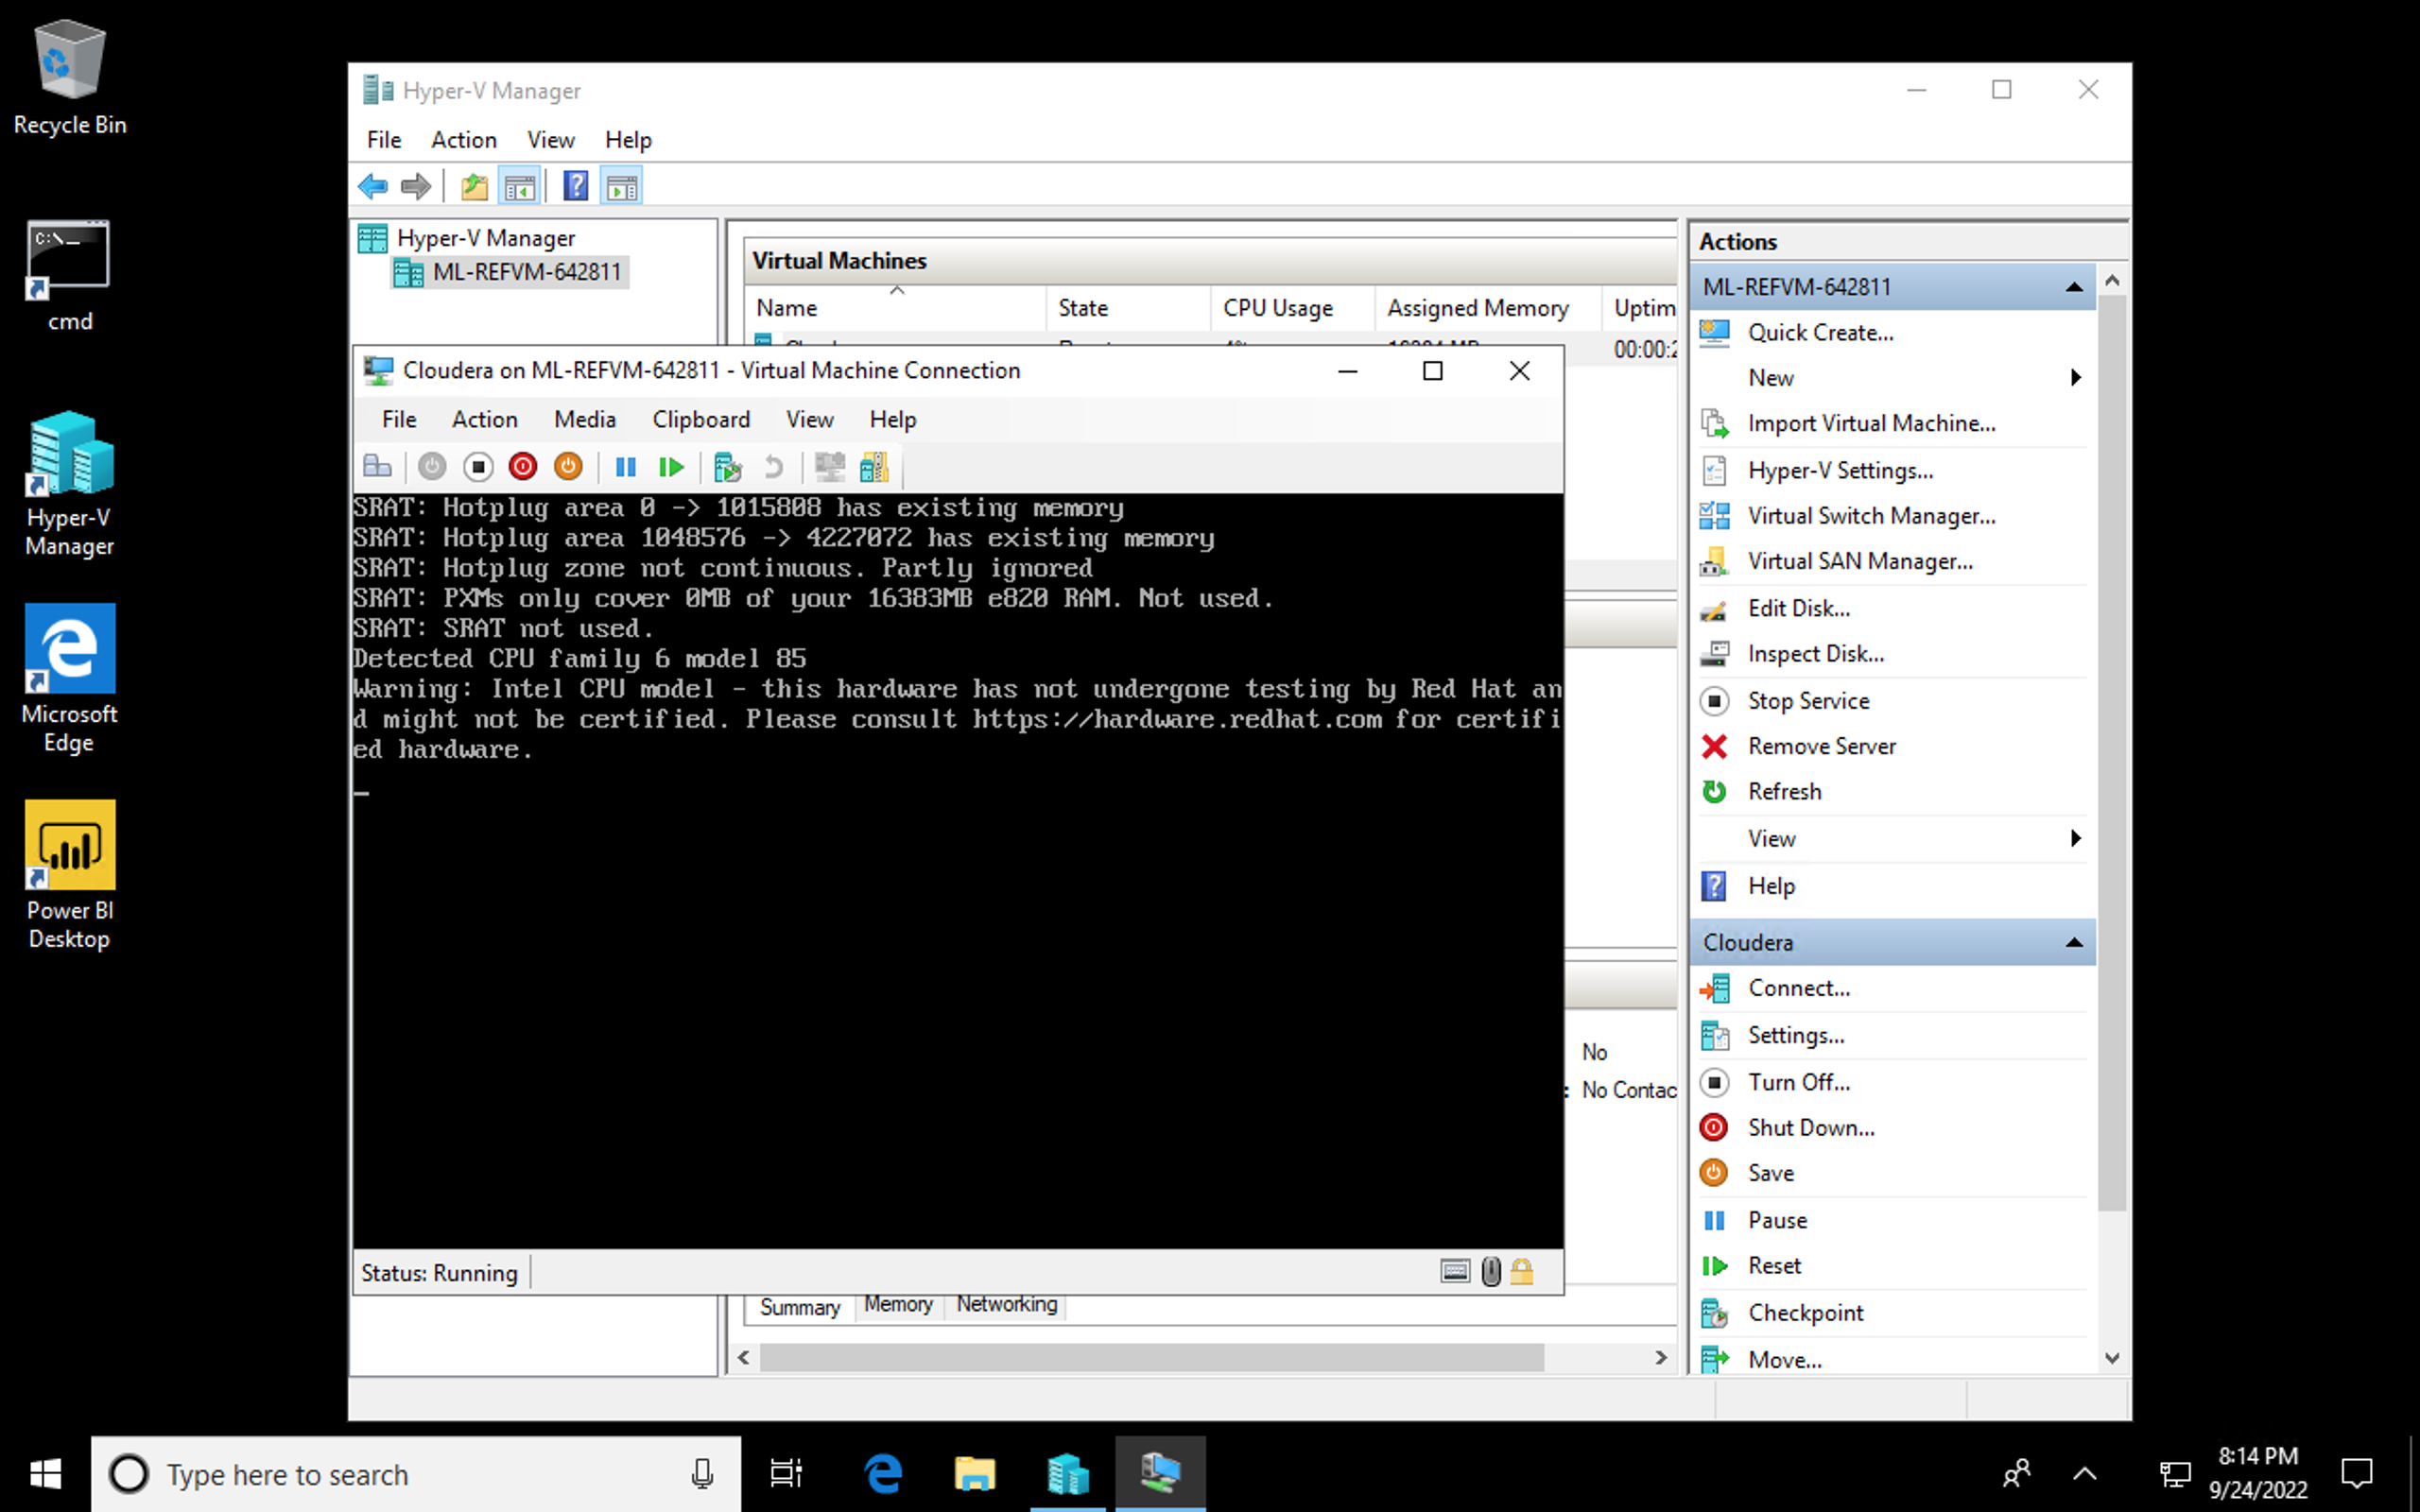 Recycle Bin
cmd
Hyper-V
Manager
Microsoft
Edge
Power BI
Desktop
Hyper-V Manager
File Action View Help
Hyper-V Manager
ML-REFVM-642811
Virtual Machines
Name State CPU Usage Assigned Memory Uptim
00:00:2
Cloudera on ML-REFVM-642811 - Virtual Machine Connection
File Action Media Clipboard View Help
SRAT: Hotplug area 0 -> 1015808 has existing memory
SRAT: Hotplug area 1048576 -> 4227072 has existing memory
SRAT: Hotplug zone not continuous. Partly ignored
SRAT: PXMs only cover 0MB of your 16383MB e820 RAM. Not used.
SRAT: SRAT not used.
Detected CPU family 6 model 85
Warning: Intel CPU model - this hardware has not undergone testing by Red Hat an
d might not be certified. Please consult https://hardware.redhat.com for certifi
ed hardware.
Status: Running
No
: No Contac
Summary Memory Networking
Actions
ML-REFVM-642811
Quick Create...
New
Import Virtual Machine...
Hyper-V Settings...
Virtual Switch Manager...
Virtual SAN Manager...
Edit Disk...
Inspect Disk...
Stop Service
Remove Server
Refresh
View
Help
Cloudera
Connect...
Settings...
Turn Off...
Shut Down...
Save
Pause
Reset
Checkpoint
Move...
Type here to search
8:14 PM
9/24/2022